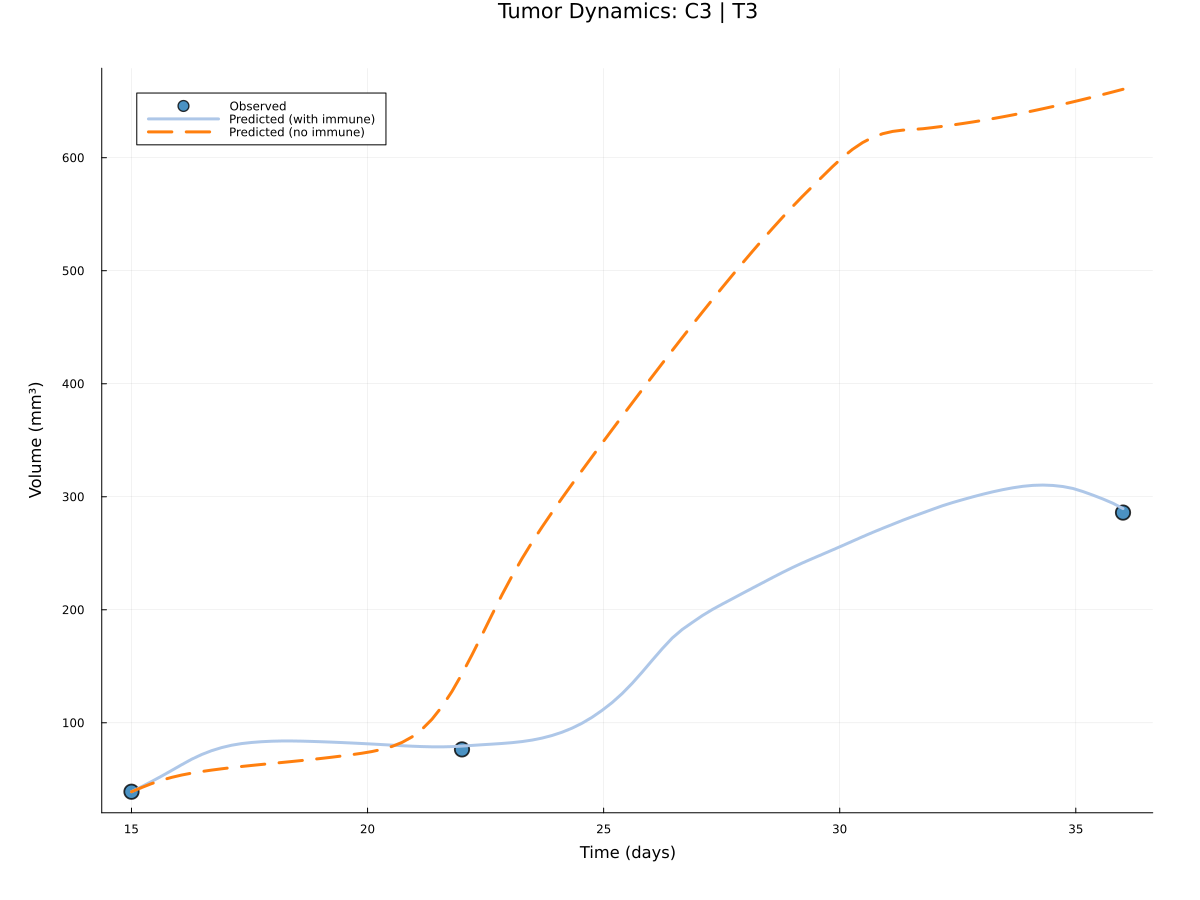 Tumor Dynamics: C3 | T3
Observed
Predicted (with immune)
Predicted (no immune)
600
500
400
300
200
100
Volume (mm³)
15 20 25 30 35
Time (days)